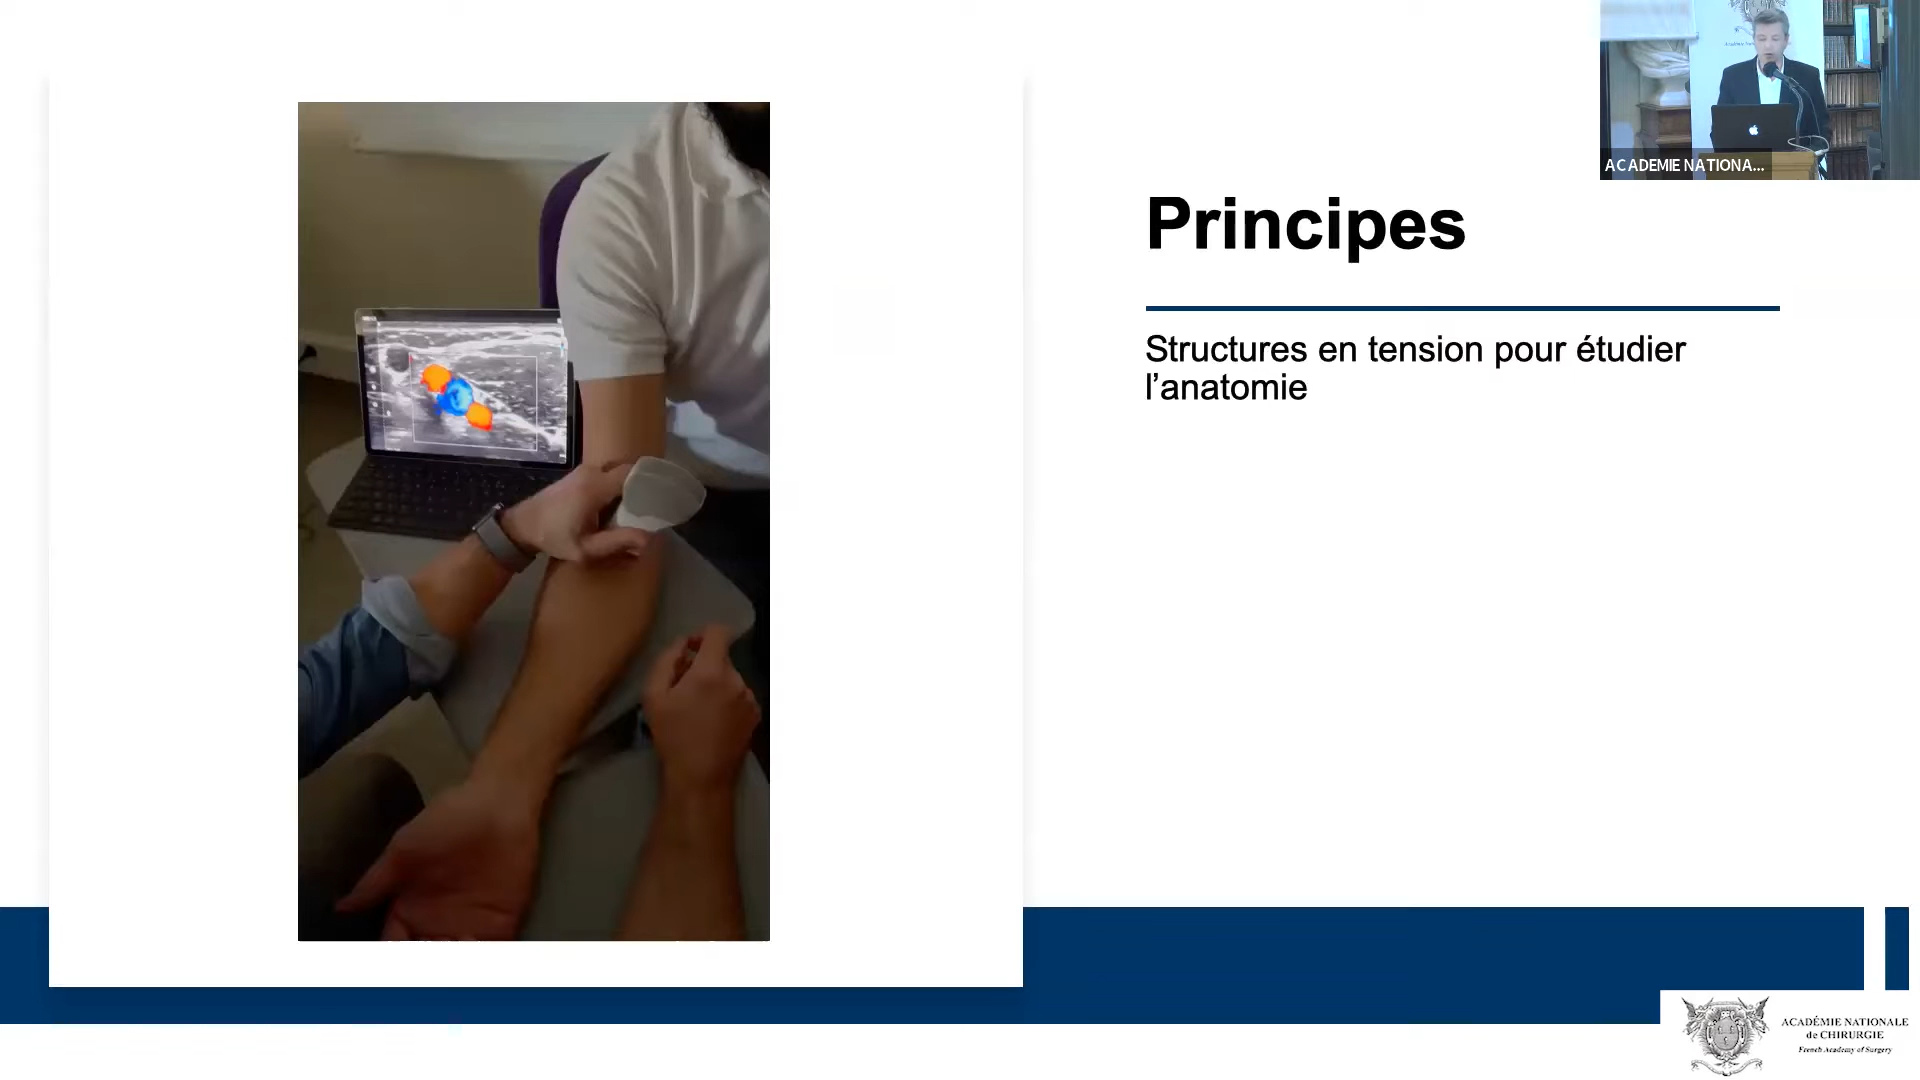 ACADEMIE NATIONA...
Principes
Structures en tension pour étudier
l’anatomie
ACADÉMIE NATIONALE
de CHIRURGIE
French Academy of Surgery